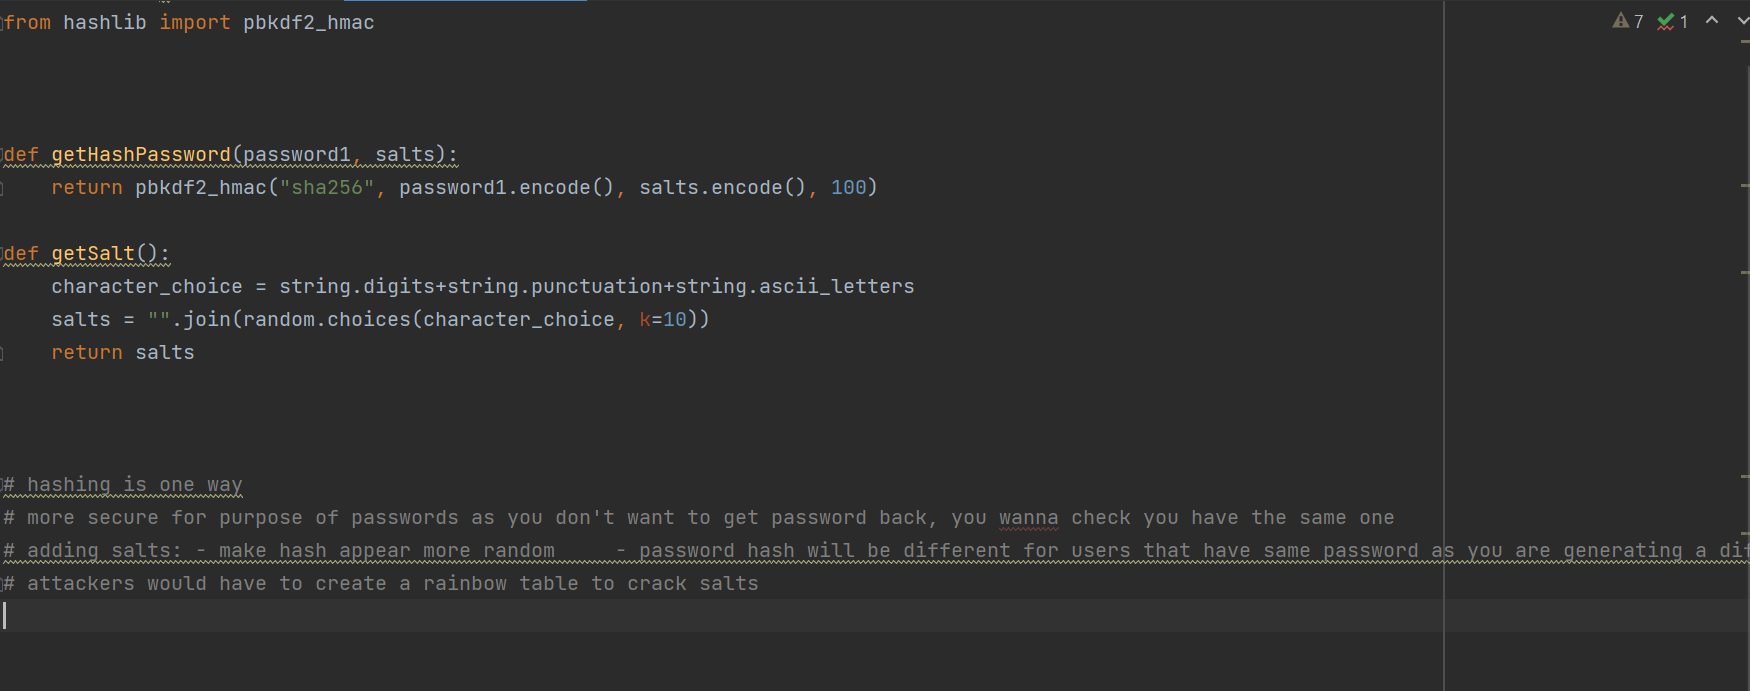 from hashlib import pbkdf2_hmac
7 1
def getHashPassword(password1, salts):
return pbkdf2_hmac("sha256", password1.encode(), salts.encode(), 100)
def getSalt():
character_choice = string.digits+string.punctuation+string.ascii_letters
salts = "".join(random.choices(character_choice, k=10))
return salts
# hashing is one way
# more secure for purpose of passwords as you don't want to get password back, you wanna check you have the same one
# adding salts: - make hash appear more random - password hash will be different for users that have same password as you are generating a
# attackers would have to create a rainbow table to crack salts